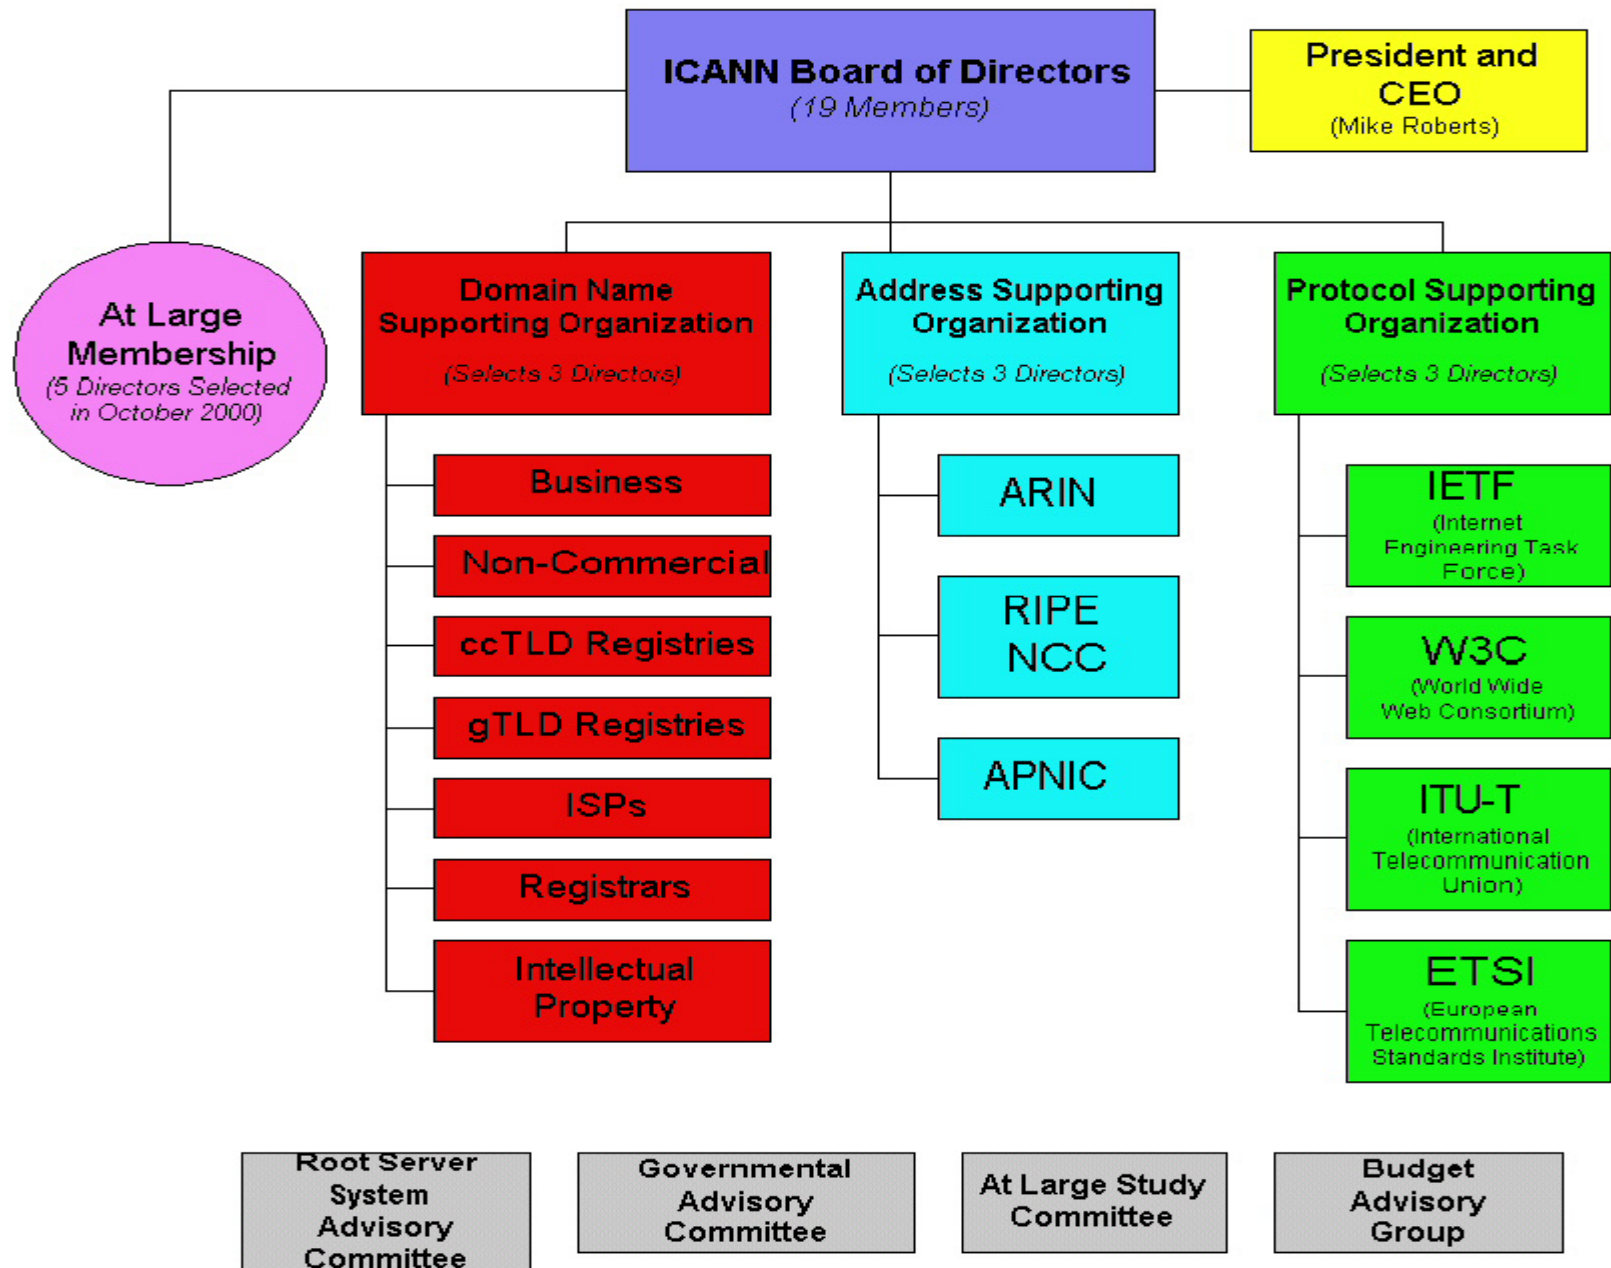 ICANN Board of Directors
(19 Members)
President and
CEO
(Mike Roberts)
At Large
Membership
(5 Directors Selected
in October 2000)
Domain Name
Supporting Organization
(Selects 3 Directors)
Business
Non-Commercial
ccTLD Registries
gTLD Registries
ISPs
Registrars
Intellectual
Property
Address Supporting
Organization
(Selects 3 Directors)
ARIN
RIPE
NCC
APNIC
Protocol Supporting
Organization
(Selects 3 Directors)
IETF
(Internet
Engineering Task
Force)
W3C
(World Wide
Web Consortium)
ITU-T
(International
Telecommunication
Union)
ETSI
(European
Telecommunications
Standards Institute)
Root Server
System
Advisory
Committee
Governmental
Advisory
Committee
At Large Study
Committee
Budget
Advisory
Group